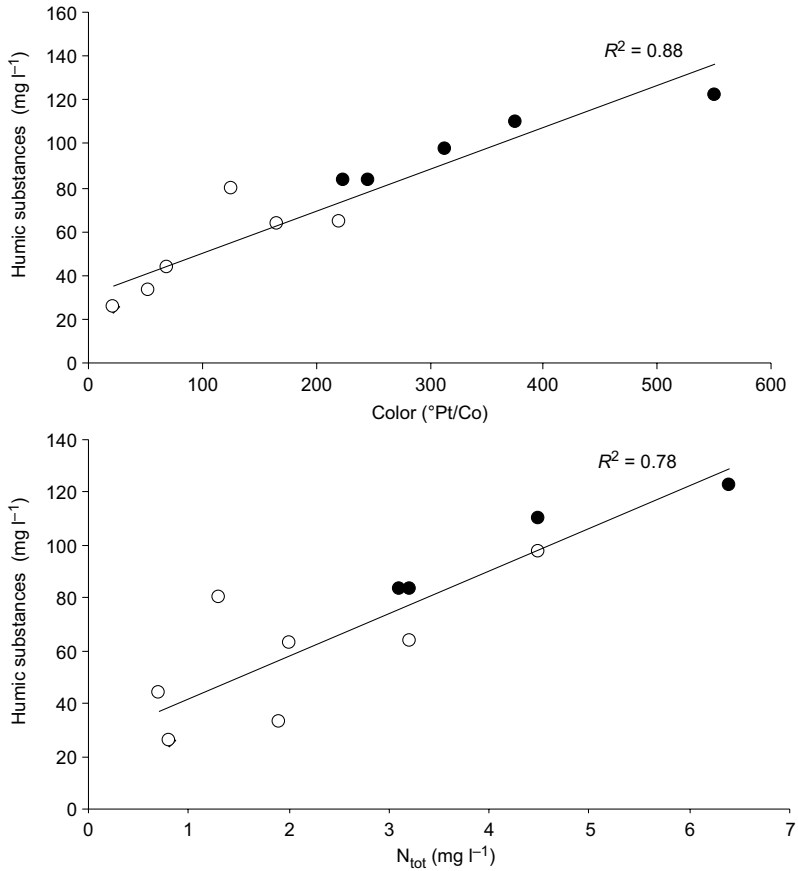 160
140
120
100
80
60
40
20
0
Humic substances (mg l⁻¹)
R² = 0.88
0 100 200 300 400 500 600
Color (°Pt/Co)
140
120
100
80
60
40
20
0
Humic substances (mg l⁻¹)
R² = 0.78
0 1 2 3 4 5 6 7
Nₜₒₜ (mg l⁻¹)